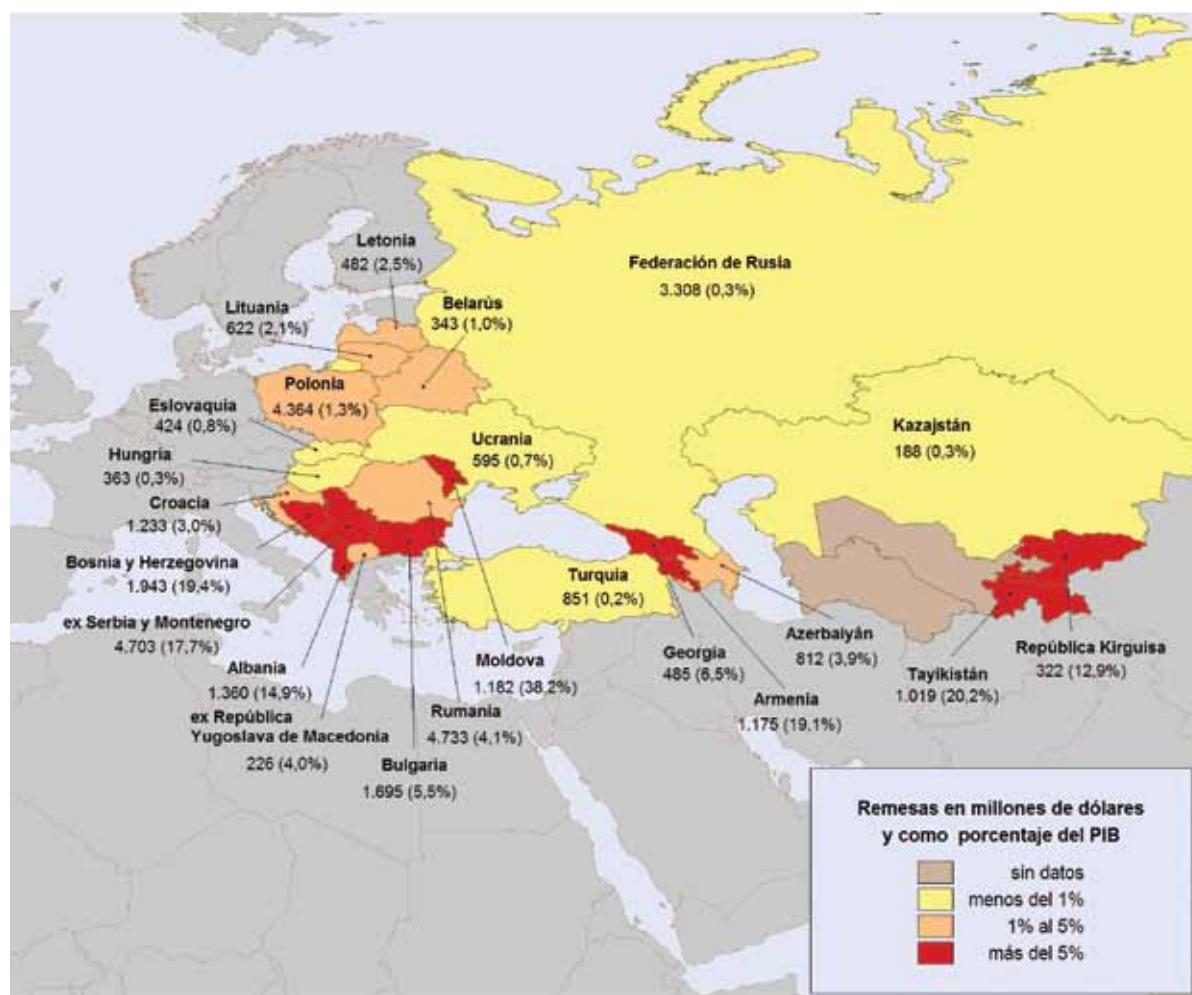 Letonia
482 (2,5%)
Federación de Rusia
3.308 (0,3%)
Lituania
622 (2,1%)
Belarús
343 (1,0%)
Polonia
4.364 (1,3%)
Eslovaquia
424 (0,8%)
Kazajstán
188 (0,3%)
Ucrania
595 (0,7%)
Hungría
363 (0,3%)
Croacia
1.233 (3,0%)
Bosnia y Herzegovina
1.943 (19,4%)
Turquía
851 (0,2%)
ex Serbia y Montenegro
4.703 (17,7%)
Azerbaiyán
812 (3,9%)
Georgia
485 (6,5%)
República Kirguisa
322 (12,9%)
Moldova
1.182 (38,2%)
Albania
1.360 (14,9%)
Tayikistán
1.019 (20,2%)
Armenia
1.175 (19,1%)
Rumania
4.733 (4,1%)
ex República
Yugoslava de Macedonia
226 (4,0%)
Bulgaria
1.695 (5,5%)
Remesas en millones de dólares
y como porcentaje del PIB
sin datos
menos del 1%
1% al 5%
más del 5%